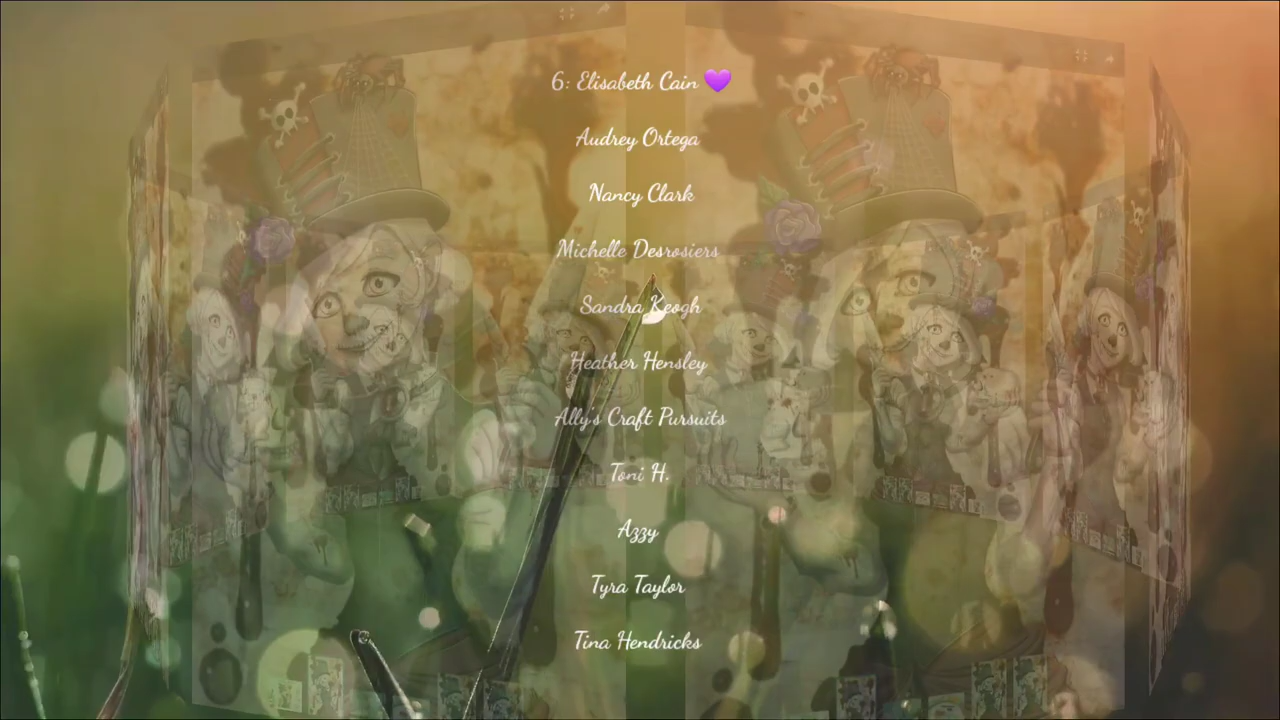 6: Elisabeth Cain 💜
Audrey Ortega
Nancy Clark
Michelle Desrosiers
Sandra Keogh
Heather Hensley
Ally's Craft Pursuits
Toni H.
Azzy
Tyra Taylor
Tina Hendricks